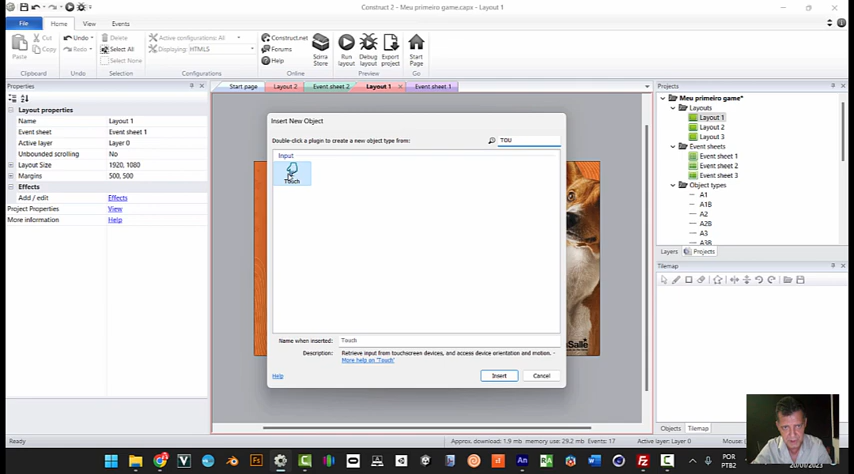 Construct 2 - Meu primeiro game.capx - Layout 1
File Home View Events
Paste Cut Copy Undo Redo Delete Select All Select None Active configurations: All Displaying: HTML5 Construct.net Forums Help Scirra Store Run layout Debug layout Export project Start Page
Clipboard Undo Selection Configurations Online Preview Go
Properties
Start page Layout 2 Event sheet 2 Layout 1 Event sheet 1
Projects
Layout properties
Name Layout 1
Event sheet Event sheet 1
Active layer Layer 0
Unbounded scrolling No
Layout Size 1920, 1080
Margins 500, 500
Effects
Add / edit Effects
Project Properties View
More information Help
Insert New Object
Double-click a plugin to create a new object type from: TOU
Input
Touch
Name when inserted: Touch
Description: Retrieve input from touchscreen devices, and access device orientation and motion. -
More help on 'Touch'
Help Insert Cancel
Meu primeiro game*
Layouts
Layout 1
Layout 2
Layout 3
Event sheets
Event sheet 1
Event sheet 2
Event sheet 3
Object types
A1
A1B
A2
A2B
A3
A3B
Layers Projects
Tilemap
Objects Tilemap
Ready Approx. download: 1.9 mb memory use: 29.2 mb Events: 17 Active layer: Layer 0 Mouse:
POR
PTB2
20/01/2023